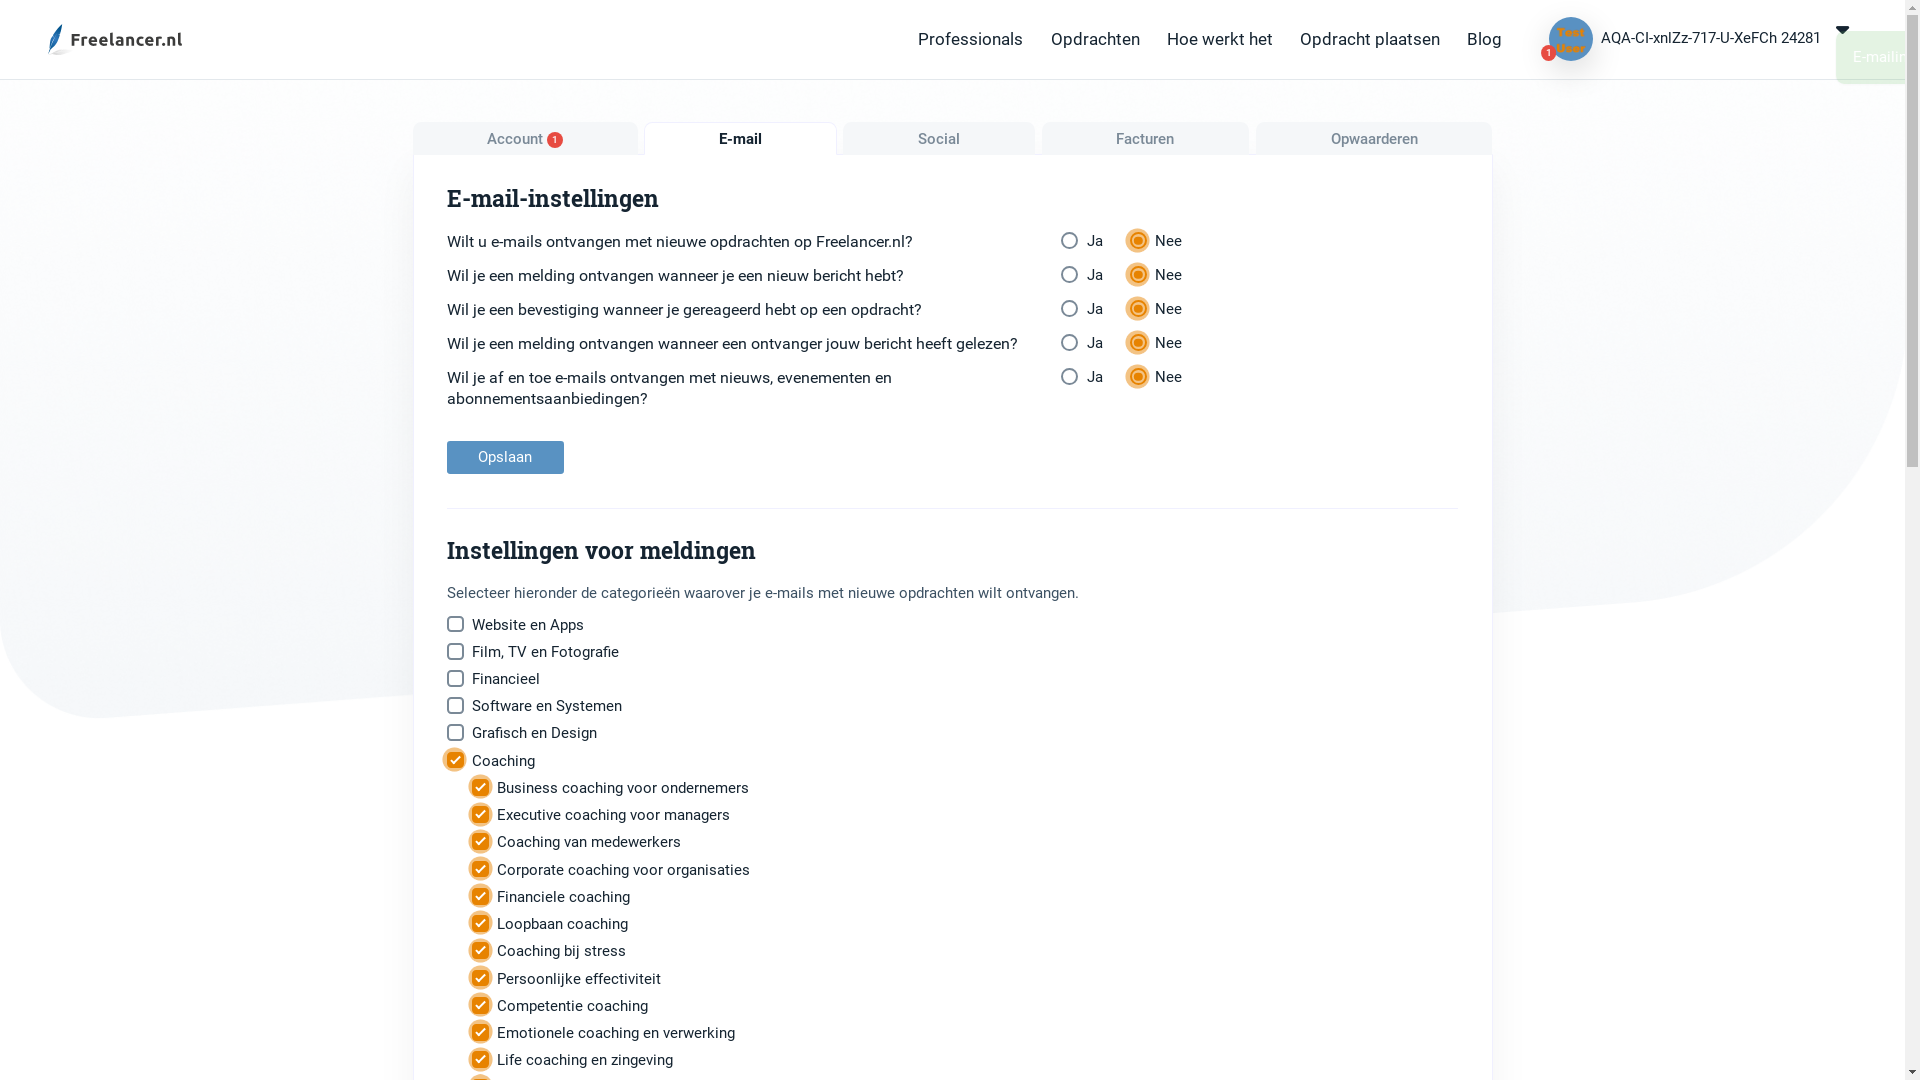 Freelancer.nl
Professionals
Opdrachten
Hoe werkt het
Opdracht plaatsen
Blog
Test
User
1
AQA-CI-xnlZz-717-U-XeFCh 24281
Account 1
E-mail
Social
Facturen
Opwaarderen
E-mail-instellingen
Wilt u e-mails ontvangen met nieuwe opdrachten op Freelancer.nl?
Ja
Nee
Wil je een melding ontvangen wanneer je een nieuw bericht hebt?
Ja
Nee
Wil je een bevestiging wanneer je gereageerd hebt op een opdracht?
Ja
Nee
Wil je een melding ontvangen wanneer een ontvanger jouw bericht heeft gelezen?
Ja
Nee
Wil je af en toe e-mails ontvangen met nieuws, evenementen en
abonnementsaanbiedingen?
Ja
Nee
Opslaan
Instellingen voor meldingen
Selecteer hieronder de categorieën waarover je e-mails met nieuwe opdrachten wilt ontvangen.
Website en Apps
Film, TV en Fotografie
Financieel
Software en Systemen
Grafisch en Design
Coaching
Business coaching voor ondernemers
Executive coaching voor managers
Coaching van medewerkers
Corporate coaching voor organisaties
Financiele coaching
Loopbaan coaching
Coaching bij stress
Persoonlijke effectiviteit
Competentie coaching
Emotionele coaching en verwerking
Life coaching en zingeving